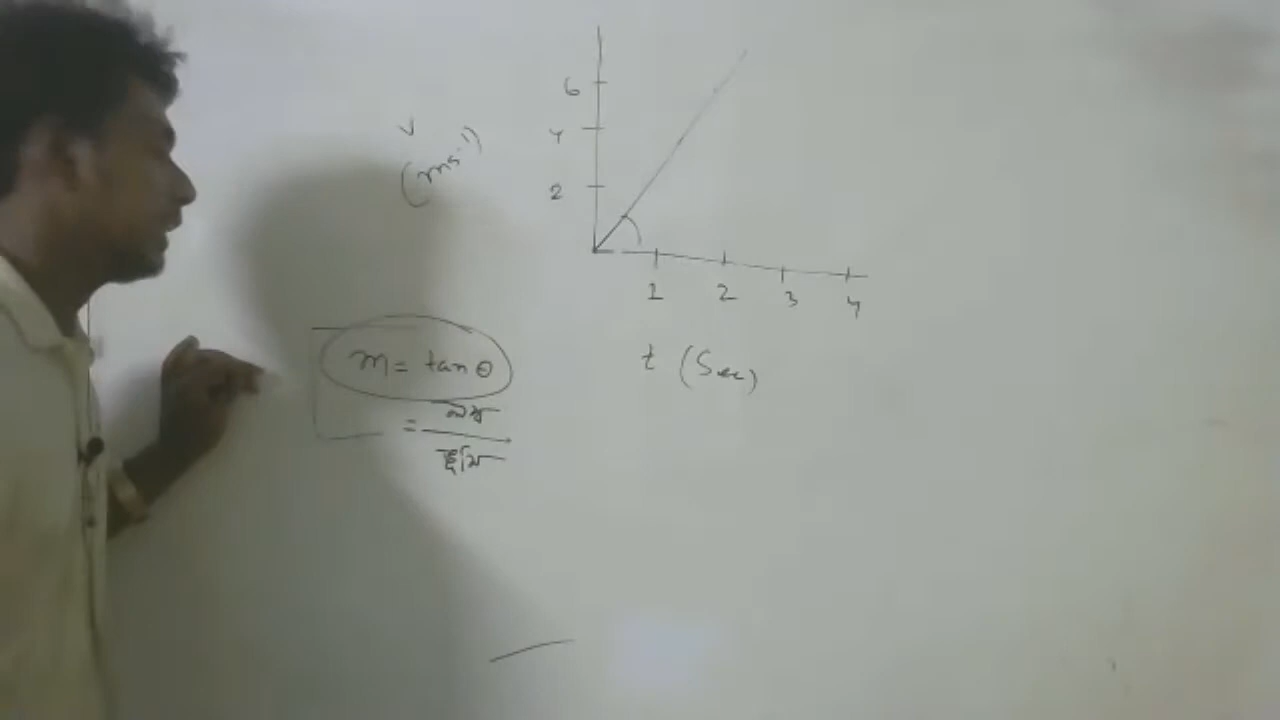 6
v
4
(ms⁻¹)
2
1 2 3 4
t (Sec)
m = tan θ
= লম্ব
ভূমি